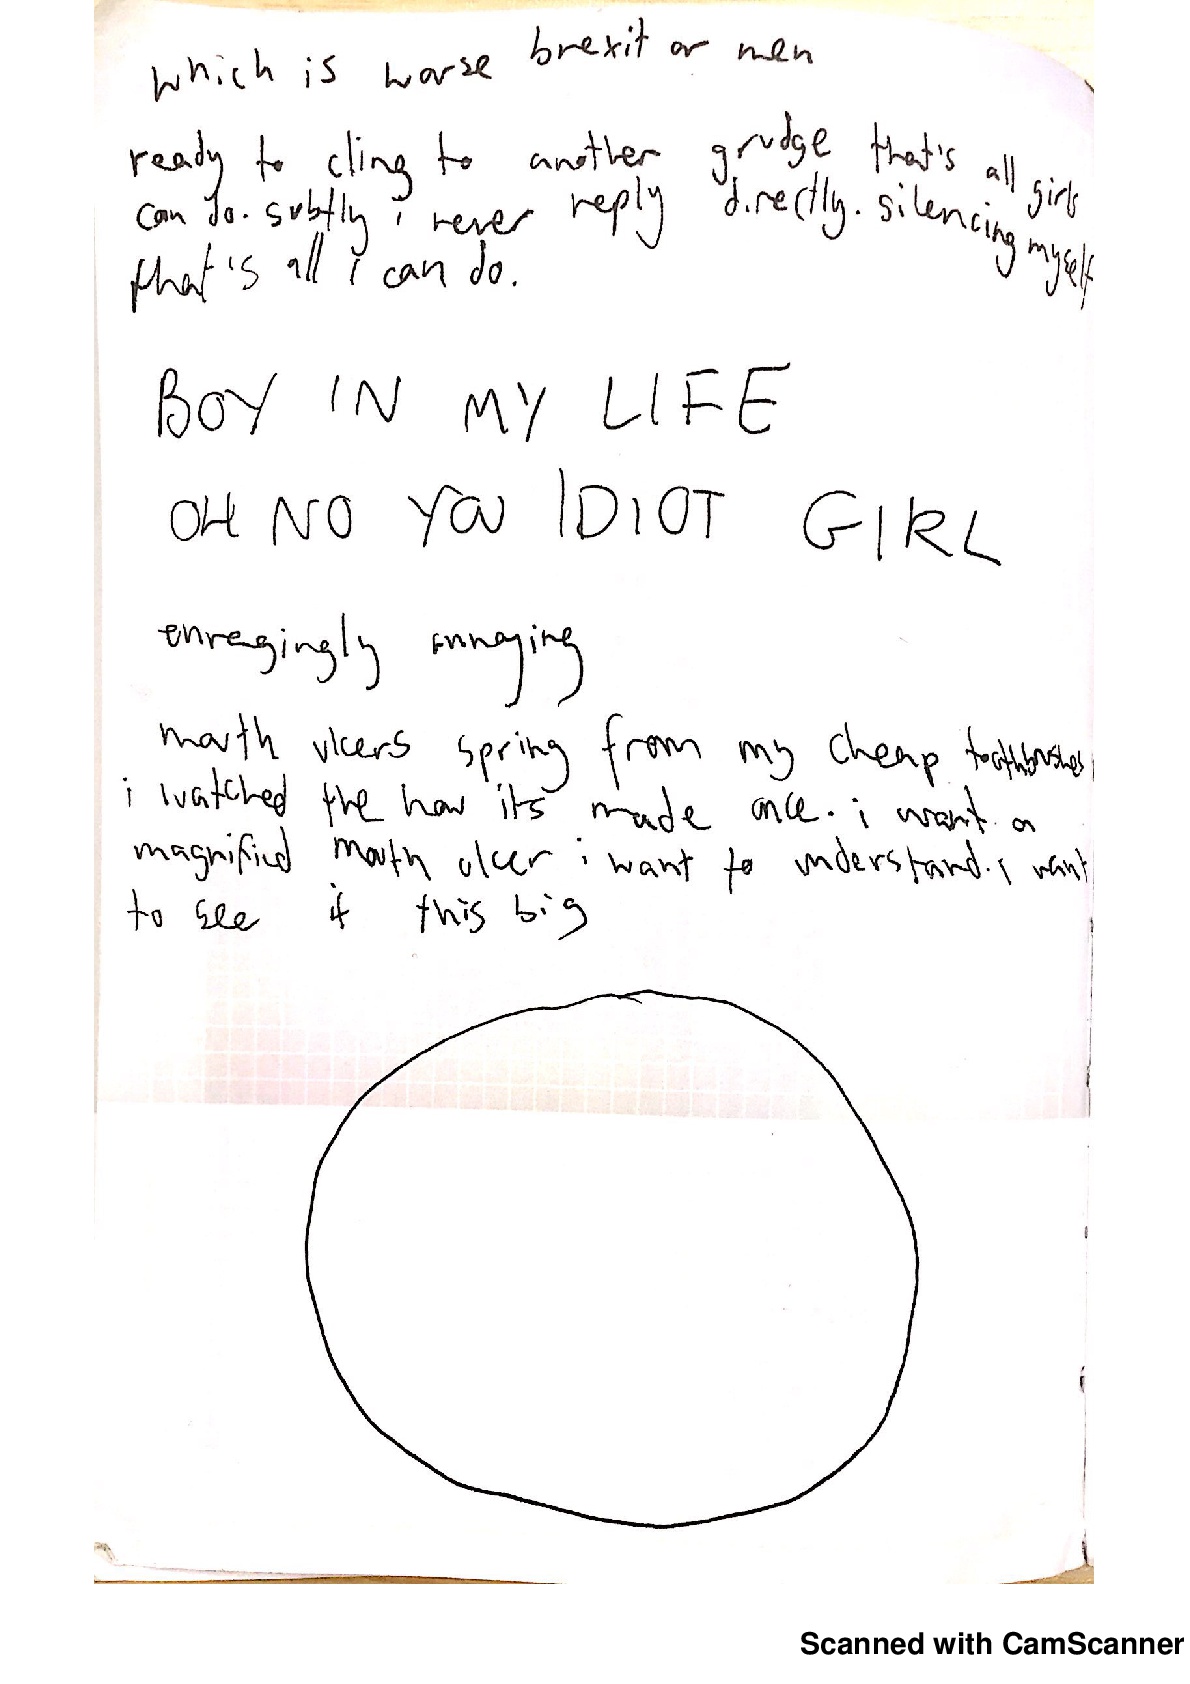 which is worse brexit or men
ready to cling to another grudge that's all girls
can do. subtly i never reply directly. silencing myself
that's all i can do.
BOY IN MY LIFE
OH NO YOU IDIOT GIRL
enragingly annoying
mouth ulcers spring from my cheap toothbrushes
i watched the how its made once. i want a
magnified mouth ulcer i want to understand. i want
to see it this big
Scanned with CamScanner